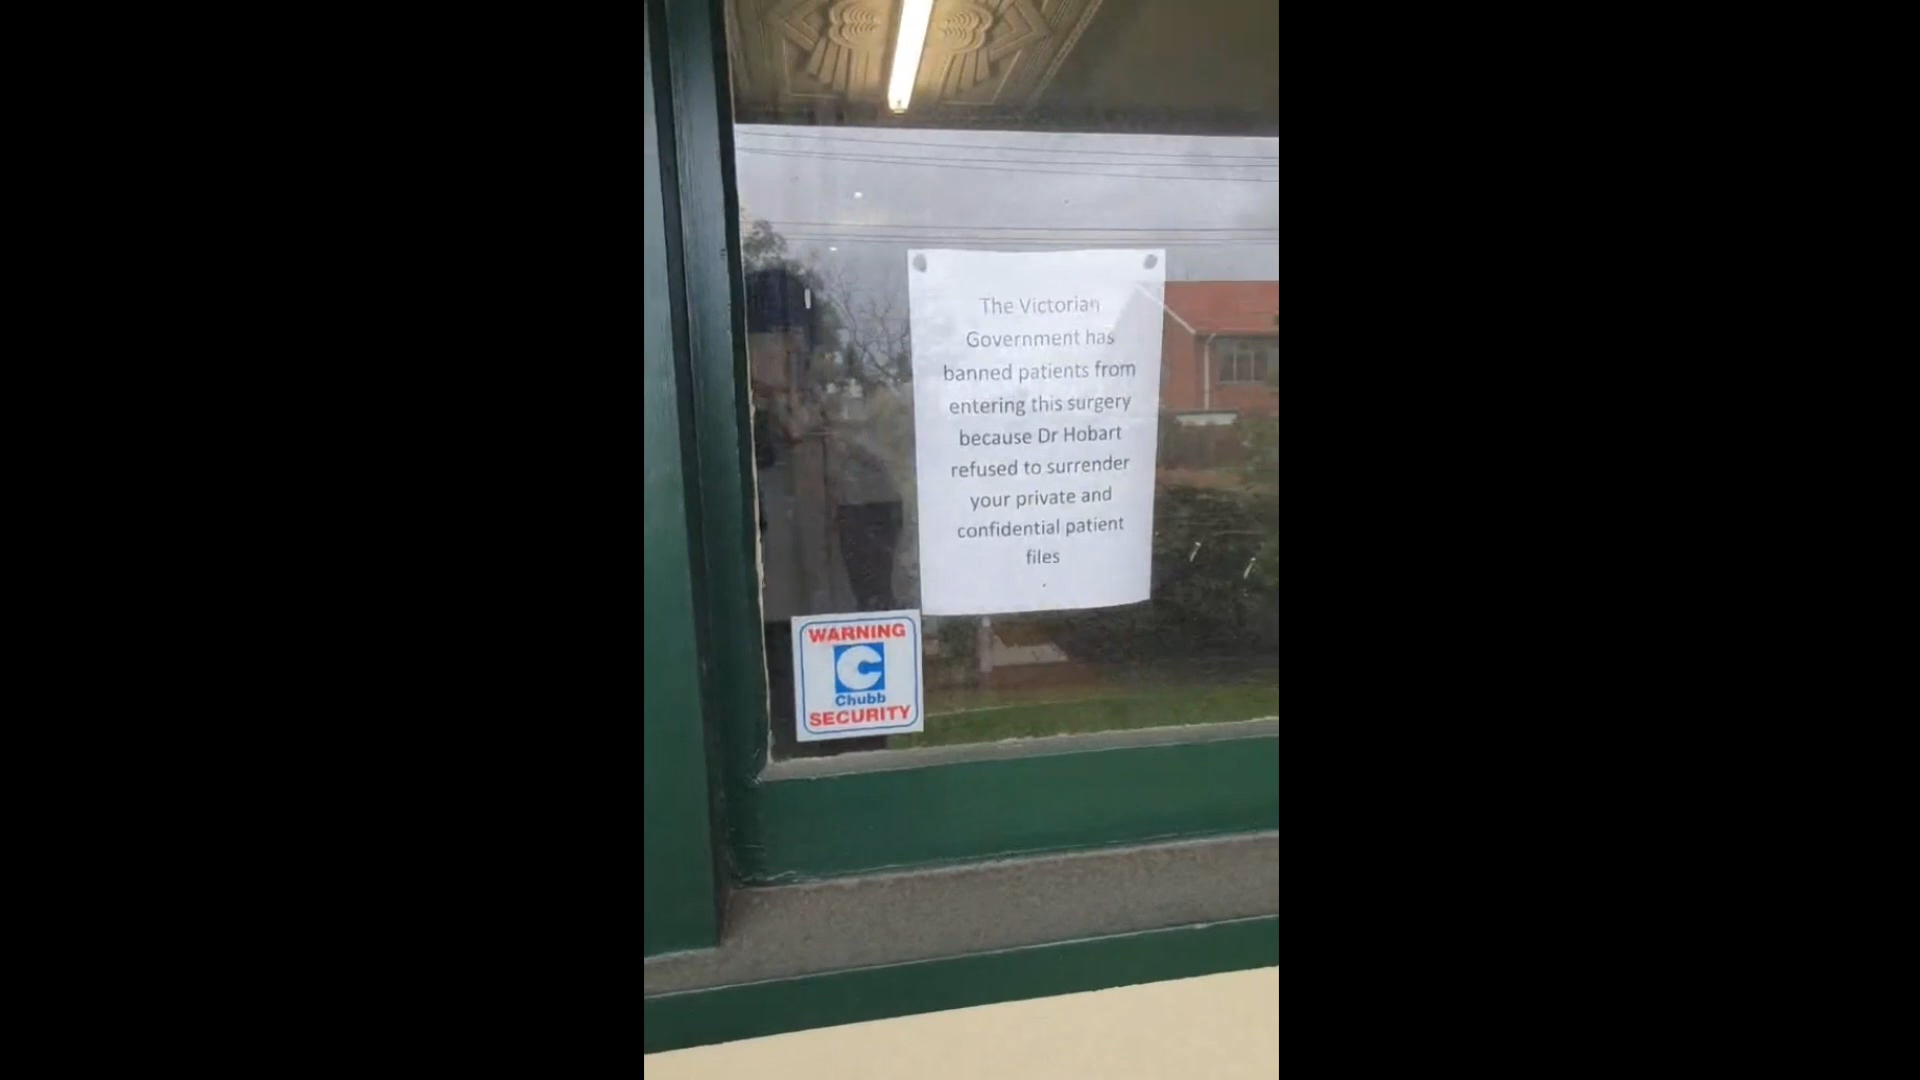 The Victorian
Government has
banned patients from
entering this surgery
because Dr Hobart
refused to surrender
your private and
confidential patient
files
.
WARNING
C
Chubb
SECURITY